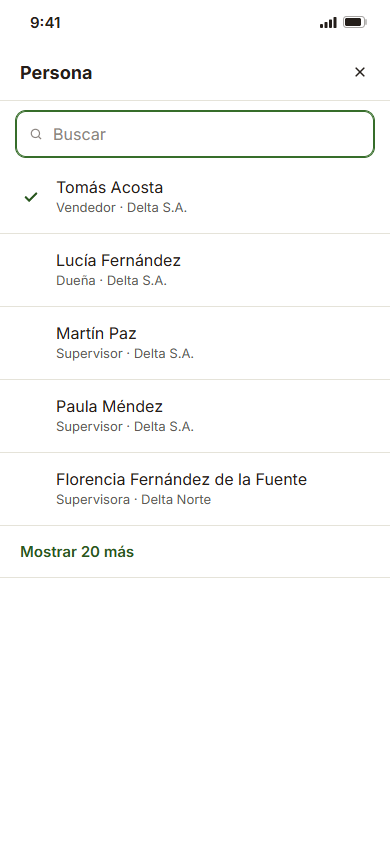 9:41
Persona
Buscar
Tomás Acosta
Vendedor · Delta S.A.
Lucía Fernández
Dueña · Delta S.A.
Martín Paz
Supervisor · Delta S.A.
Paula Méndez
Supervisor · Delta S.A.
Florencia Fernández de la Fuente
Supervisora · Delta Norte
Mostrar 20 más